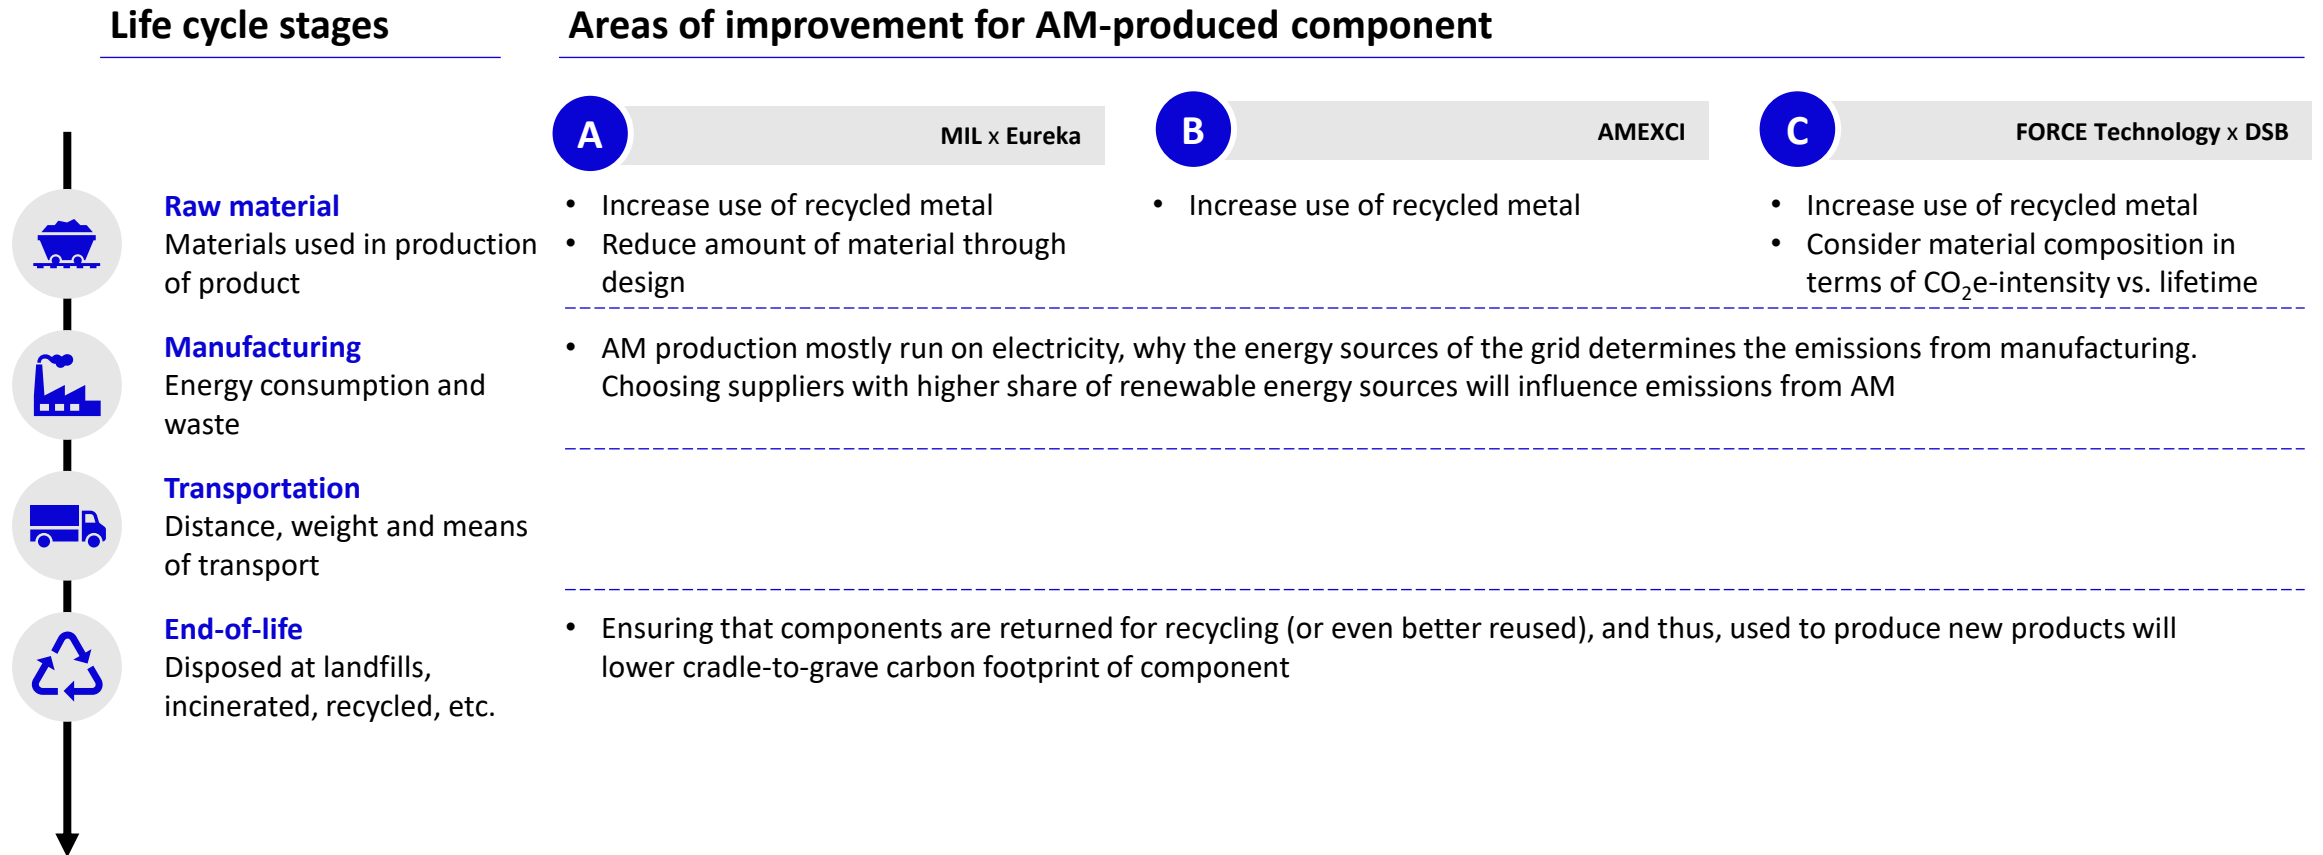 Life cycle stages
Areas of improvement for AM-produced component
A
MIL x Eureka
B
AMEXCI
C
FORCE Technology x DSB
Raw material
Materials used in production
of product
• Increase use of recycled metal
• Reduce amount of material through
design
• Increase use of recycled metal
• Increase use of recycled metal
• Consider material composition in
terms of CO₂e-intensity vs. lifetime
Manufacturing
Energy consumption and
waste
• AM production mostly run on electricity, why the energy sources of the grid determines the emissions from manufacturing.
Choosing suppliers with higher share of renewable energy sources will influence emissions from AM
Transportation
Distance, weight and means
of transport
End-of-life
Disposed at landfills,
incinerated, recycled, etc.
• Ensuring that components are returned for recycling (or even better reused), and thus, used to produce new products will
lower cradle-to-grave carbon footprint of component